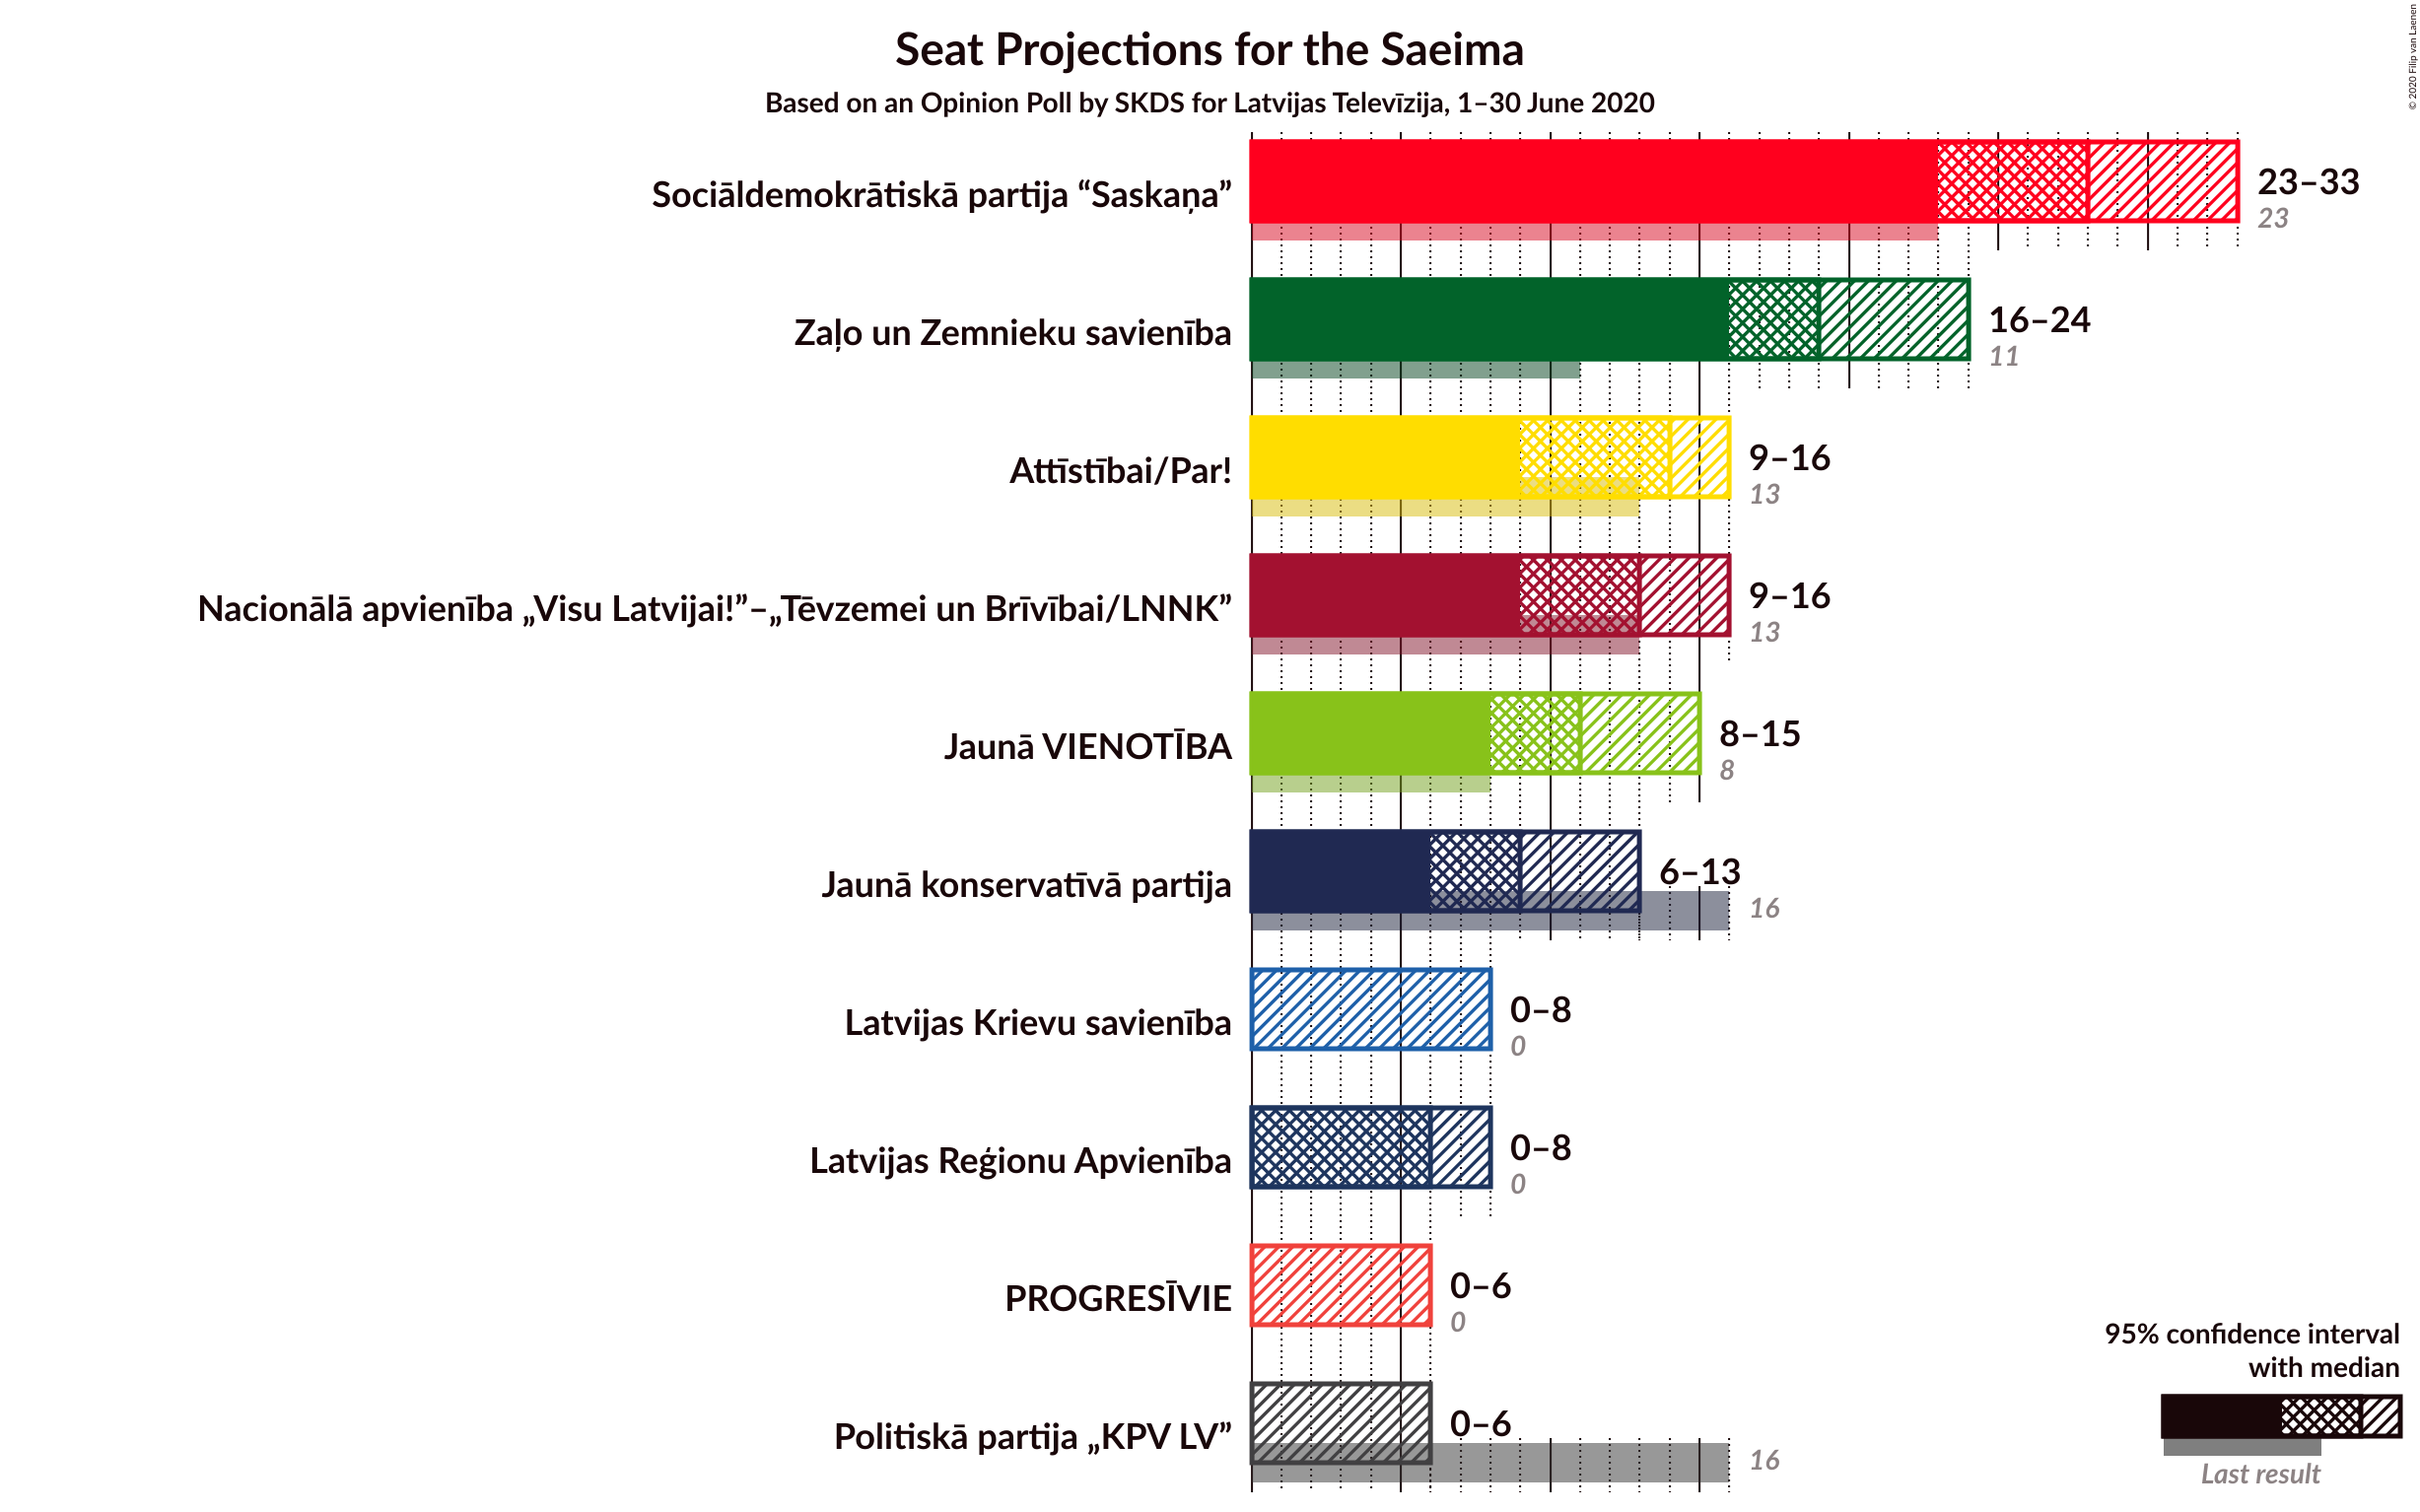 Seat Projections for the Saeima
Based on an Opinion Poll by SKDS for Latvijas Televīzija, 1–30 June 2020
© 2020 Filip van Laenen
Sociāldemokrātiskā partija “Saskaņa”
23–33
23
Zaļo un Zemnieku savienība
16–24
11
Attīstībai/Par!
9–16
13
Nacionālā apvienība „Visu Latvijai!”–„Tēvzemei un Brīvībai/LNNK”
9–16
13
Jaunā VIENOTĪBA
8–15
8
Jaunā konservatīvā partija
6–13
16
Latvijas Krievu savienība
0–8
0
Latvijas Reģionu Apvienība
0–8
0
PROGRESĪVIE
0–6
0
Politiskā partija „KPV LV”
0–6
16
95% confidence interval
with median
Last result